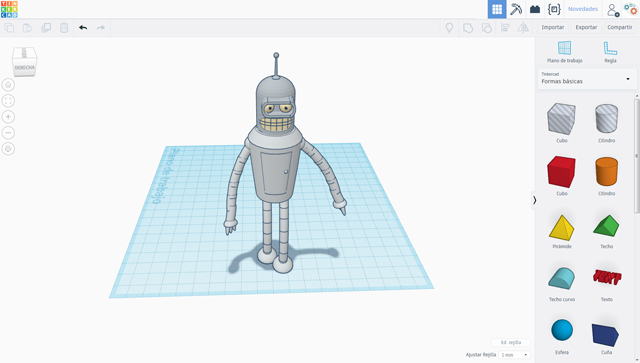 TIN
KER
CAD
Novedades
Importar
Exportar
Compartir
DERECHA
Plano de trabajo
Regla
Tinkercad
Formas básicas
Plano de trabajo
Cubo
Cilindro
Cubo
Cilindro
Pirámide
Techo
Techo curvo
Texto
Esfera
Cuña
Ed. rejilla
Ajustar Rejilla
1 mm